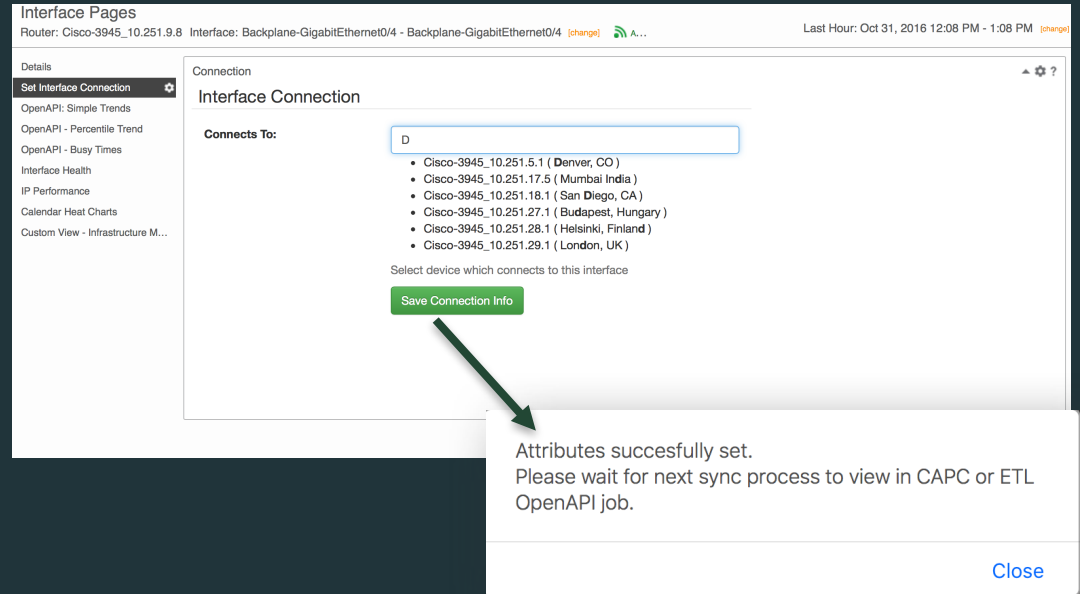 Interface Pages
Router: Cisco-3945_10.251.9.8 Interface: Backplane-GigabitEthernet0/4 - Backplane-GigabitEthernet0/4 [change] A...
Last Hour: Oct 31, 2016 12:08 PM - 1:08 PM [change]
Details
Set Interface Connection
OpenAPI: Simple Trends
OpenAPI - Percentile Trend
OpenAPI - Busy Times
Interface Health
IP Performance
Calendar Heat Charts
Custom View - Infrastructure M...
Connection
?
Interface Connection
Connects To:
D
• Cisco-3945_10.251.5.1 ( Denver, CO )
• Cisco-3945_10.251.17.5 ( Mumbai India )
• Cisco-3945_10.251.18.1 ( San Diego, CA )
• Cisco-3945_10.251.27.1 ( Budapest, Hungary )
• Cisco-3945_10.251.28.1 ( Helsinki, Finland )
• Cisco-3945_10.251.29.1 ( London, UK )
Select device which connects to this interface
Save Connection Info
Attributes succesfully set.
Please wait for next sync process to view in CAPC or ETL
OpenAPI job.
Close